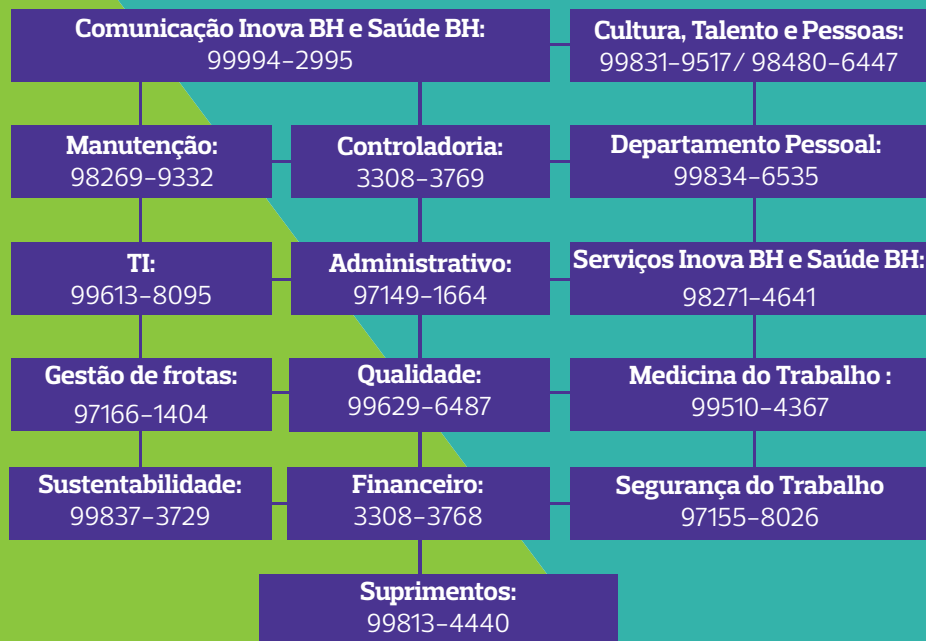 Comunicação Inova BH e Saúde BH:
99994-2995
Cultura, Talento e Pessoas:
99831-9517/ 98480-6447
Manutenção:
98269-9332
Controladoria:
3308-3769
Departamento Pessoal:
99834-6535
TI:
99613-8095
Administrativo:
97149-1664
Serviços Inova BH e Saúde BH:
98271-4641
Gestão de frotas:
97166-1404
Qualidade:
99629-6487
Medicina do Trabalho :
99510-4367
Sustentabilidade:
99837-3729
Financeiro:
3308-3768
Segurança do Trabalho
97155-8026
Suprimentos:
99813-4440